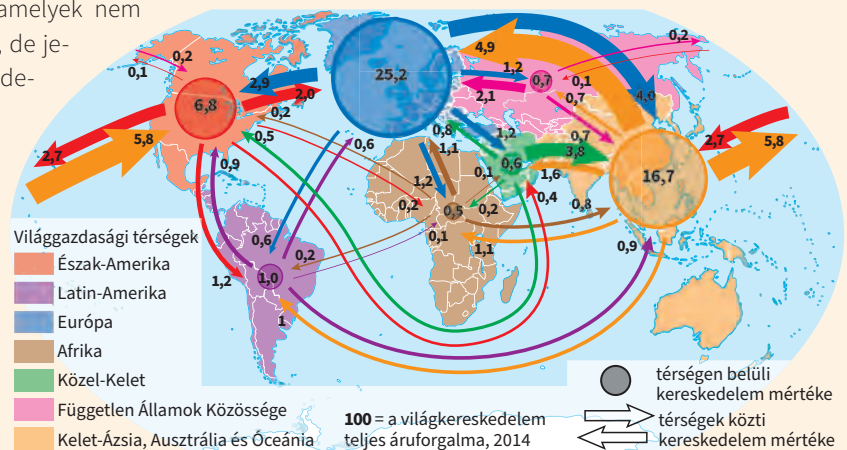 amelyek nem
, de je-
de-
0,2
0,1
2,9
2,0
6,8
0,2
0,5
2,7
5,8
0,9
0,6
25,2
4,9
1,2
0,7
2,1
0,1
0,7
4,0
0,2
0,8
1,1
1,2
0,7
3,8
0,6
0,1
1,6
0,4
1,2
0,2
0,5
0,2
0,8
16,7
2,7
5,8
0,1
1,1
0,9
0,6
0,2
1,0
1,2
1
Világgazdasági térségek
Észak-Amerika
Latin-Amerika
Európa
Afrika
Közel-Kelet
Független Államok Közössége
Kelet-Ázsia, Ausztrália és Óceánia
100 = a világkereskedelem
teljes áruforgalma, 2014
térségen belüli
kereskedelem mértéke
térségek közti
kereskedelem mértéke